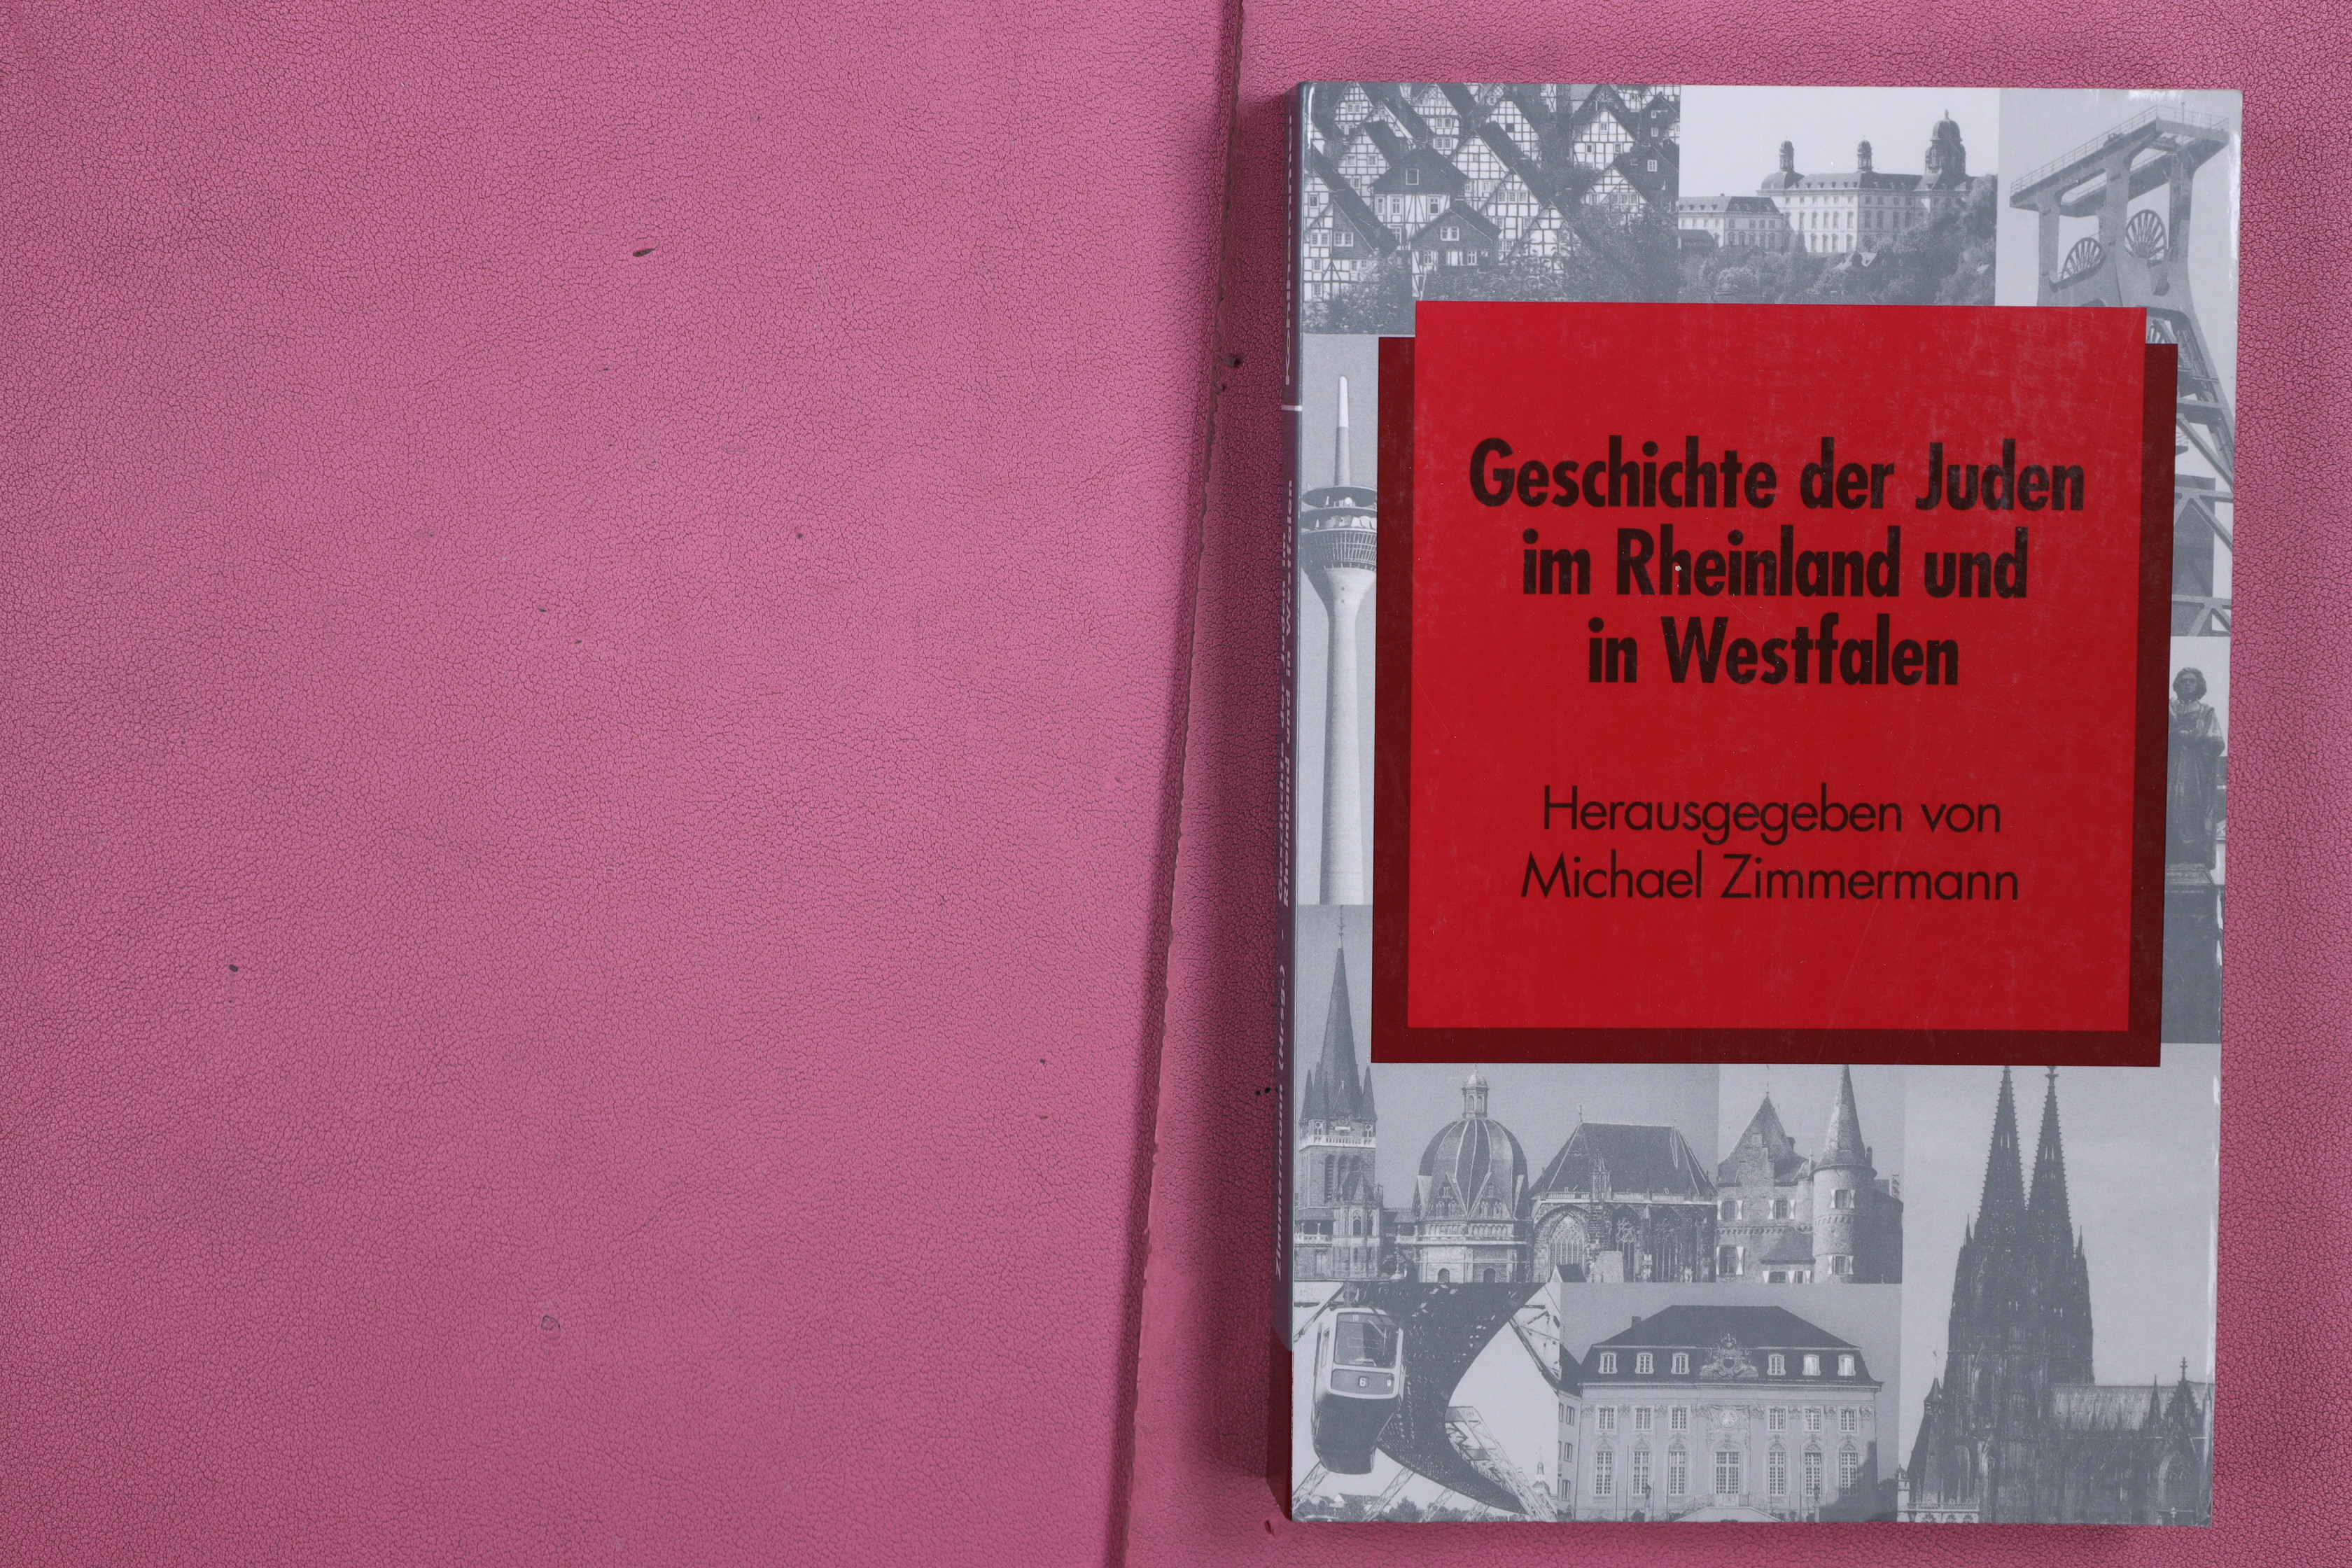 Geschichte der Juden
im Rheinland und
in Westfalen
Herausgegeben von
Michael Zimmermann